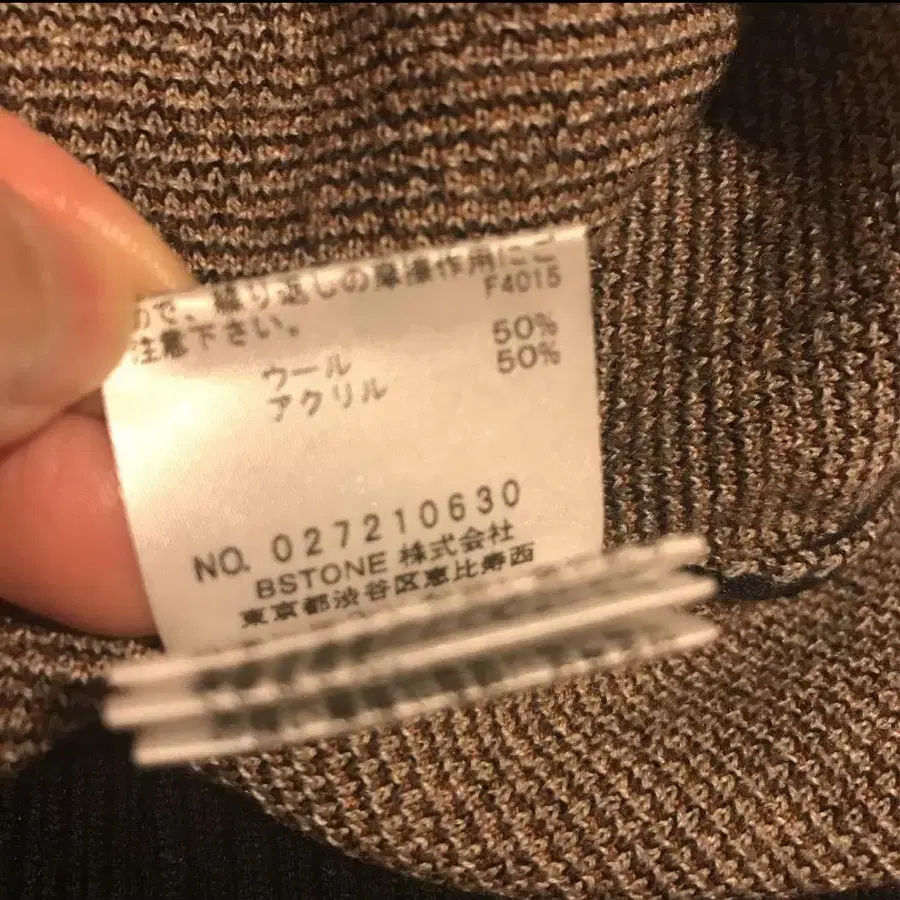 ので、繰り返しの摩擦作用にご
F4015
注意下さい。
ウール 50%
アクリル 50%
NO. 027210630
BSTONE 株式会社
東京都渋谷区恵比寿西